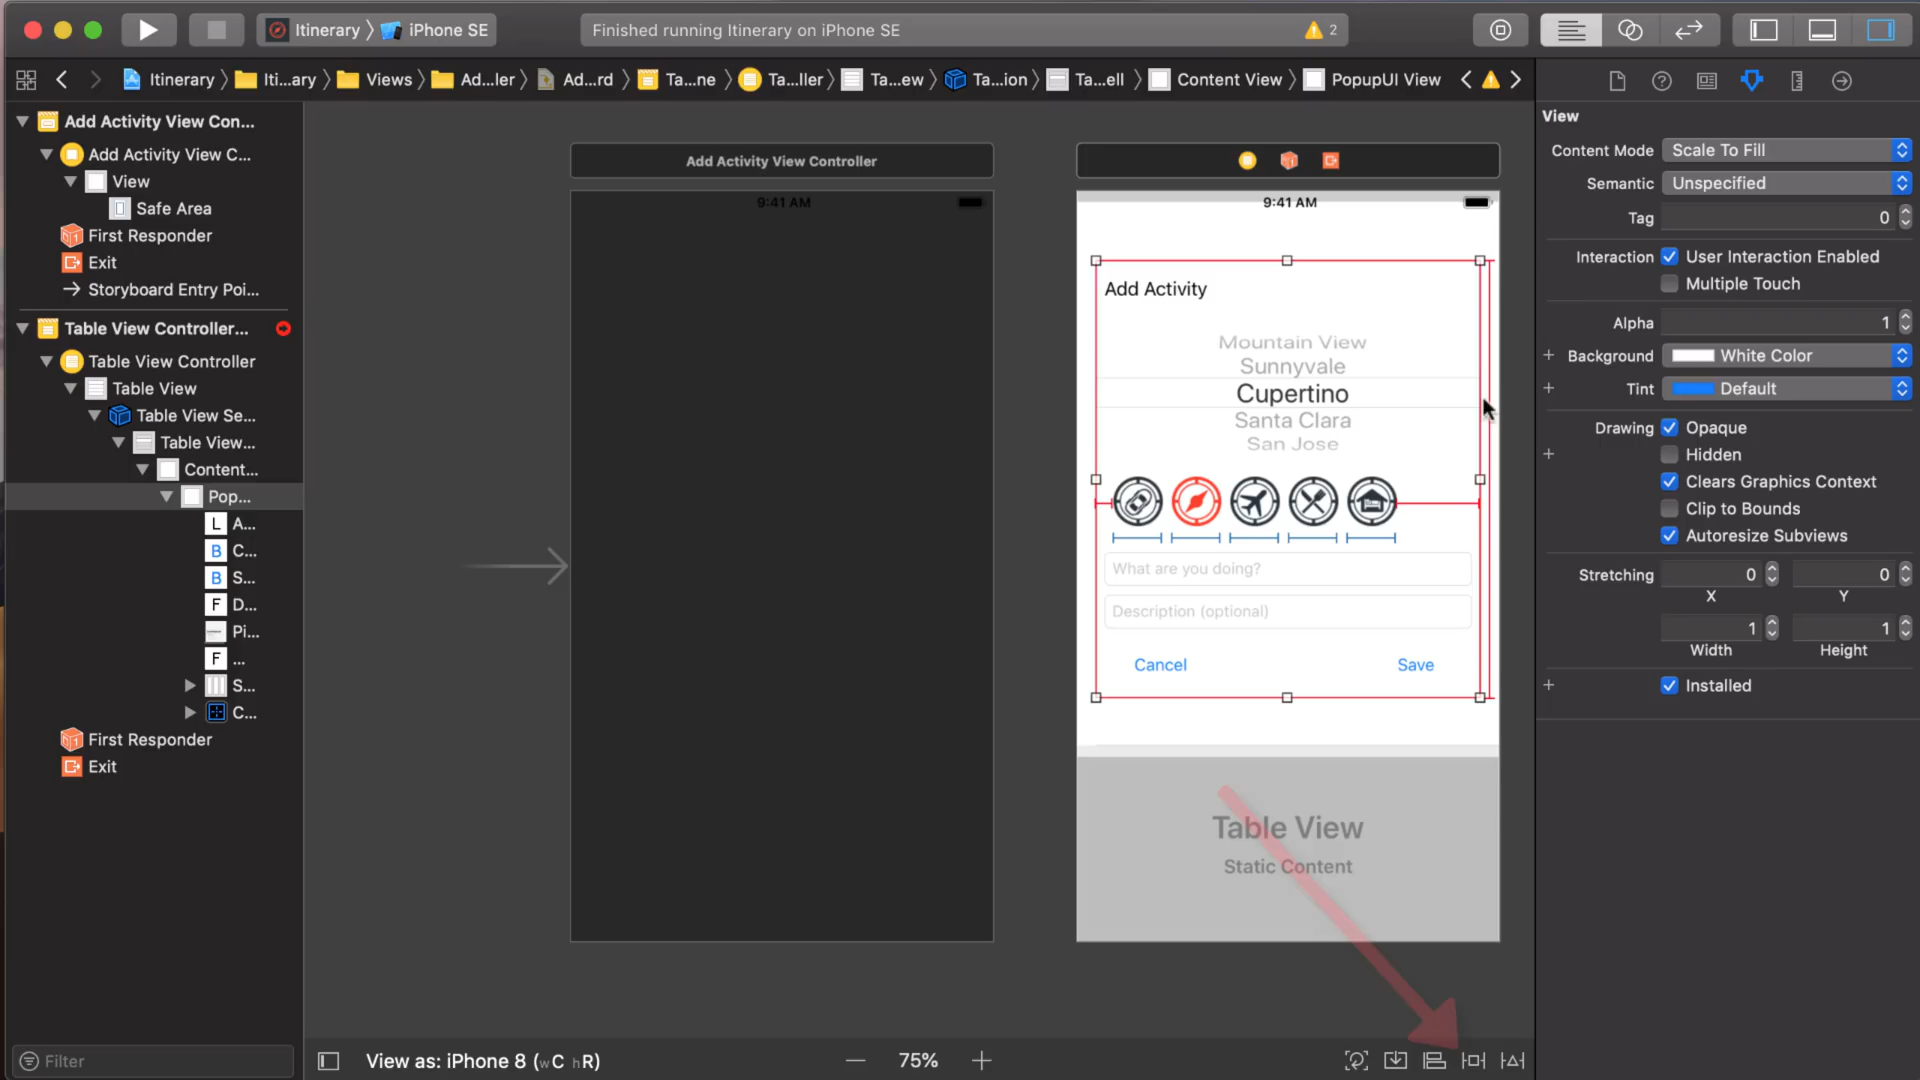 Itinerary 〉 iPhone SE
Finished running Itinerary on iPhone SE
2
Itinerary 〉 Iti...ary 〉 Views 〉 Ad...ler 〉 Ad...rd 〉 Ta...ne 〉 Ta...ller 〉 Ta...ew 〉 Ta...ion 〉 Ta...ell 〉 Content View 〉 PopupUI View
Add Activity View Con...
Add Activity View C...
View
Safe Area
First Responder
Exit
Storyboard Entry Poi...
Table View Controller...
Table View Controller
Table View
Table View Se...
Table View...
Content...
Pop...
L A...
B C...
B S...
F D...
Pi...
F ...
S...
C...
First Responder
Exit
Filter
Add Activity View Controller
9:41 AM
9:41 AM
Add Activity
Mountain View
Sunnyvale
Cupertino
Santa Clara
San Jose
What are you doing?
Description (optional)
Cancel
Save
Table View
Static Content
View as: iPhone 8 (wC hR)
75%
View
Content Mode Scale To Fill
Semantic Unspecified
Tag 0
Interaction User Interaction Enabled
Multiple Touch
Alpha 1
Background White Color
Tint Default
Drawing Opaque
Hidden
Clears Graphics Context
Clip to Bounds
Autoresize Subviews
Stretching 0 0
X Y
1 1
Width Height
Installed